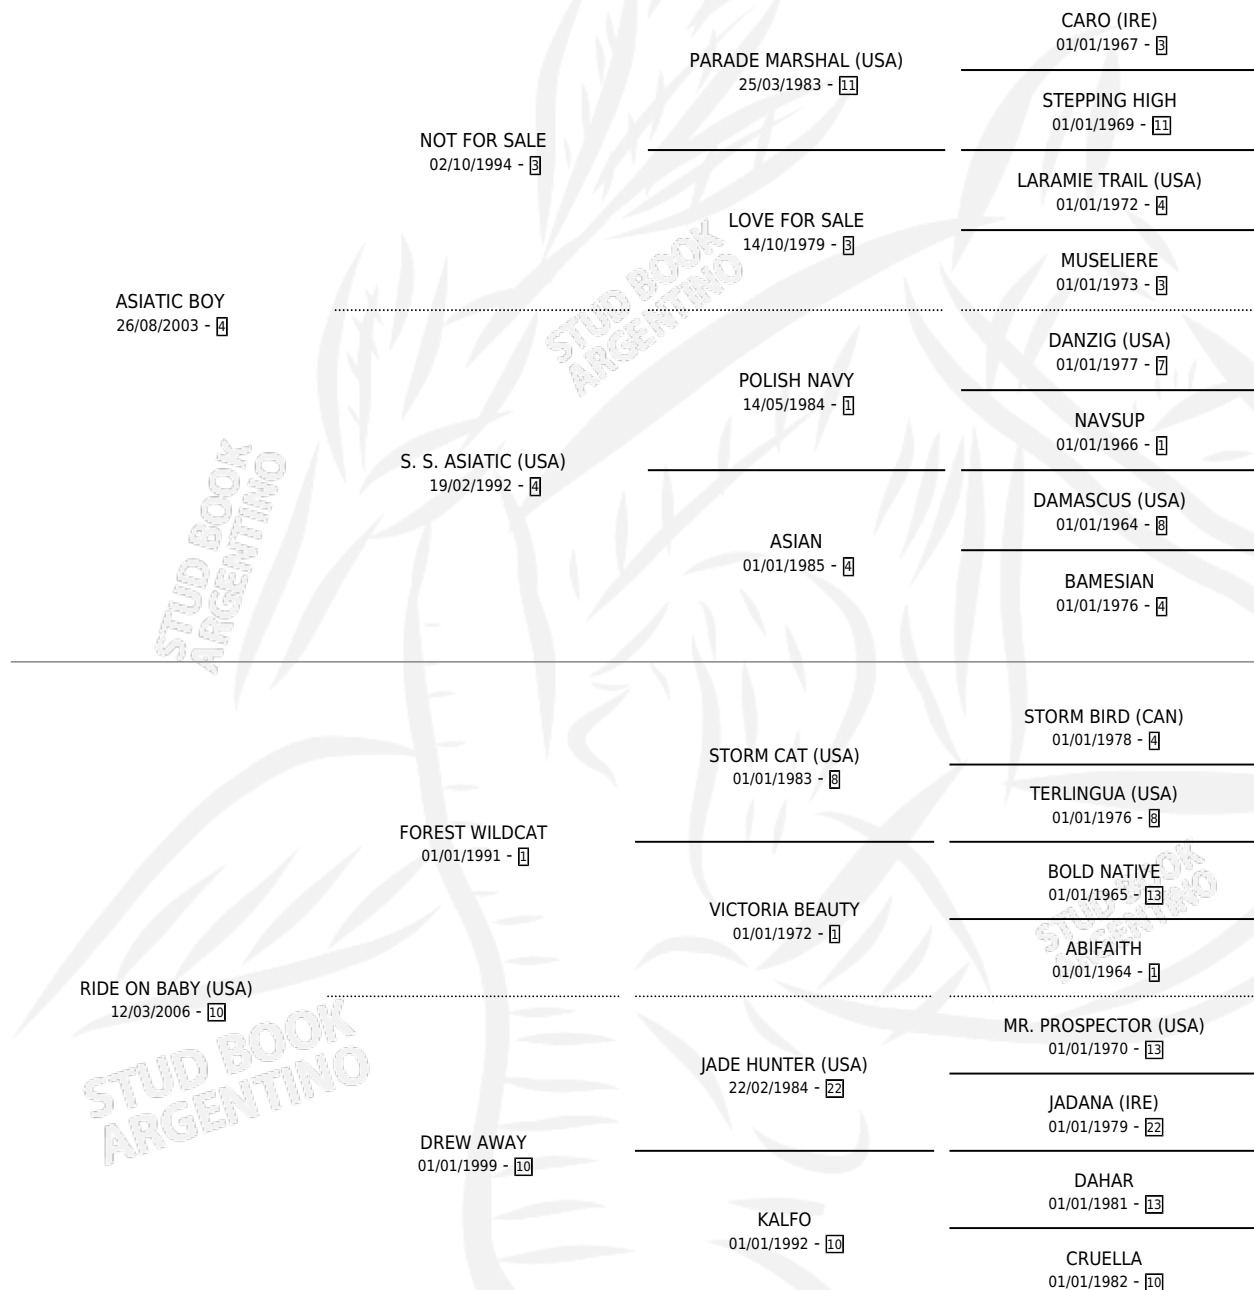 CARO (IRE)
01/01/1967 - 3
PARADE MARSHAL (USA)
25/03/1983 - 11
STEPPING HIGH
01/01/1969 - 11
NOT FOR SALE
02/10/1994 - 3
LARAMIE TRAIL (USA)
01/01/1972 - 4
LOVE FOR SALE
14/10/1979 - 3
MUSELIERE
01/01/1973 - 3
ASIATIC BOY
26/08/2003 - 4
STUD BOOK
ARGENTINO
DANZIG (USA)
01/01/1977 - 7
POLISH NAVY
14/05/1984 - 1
NAVSUP
01/01/1966 - 1
S. S. ASIATIC (USA)
19/02/1992 - 4
DAMASCUS (USA)
01/01/1964 - 8
ASIAN
01/01/1985 - 4
BAMESIAN
01/01/1976 - 4
STUD BOOK
ARGENTINO
STORM BIRD (CAN)
01/01/1978 - 4
STORM CAT (USA)
01/01/1983 - 8
TERLINGUA (USA)
01/01/1976 - 8
FOREST WILDCAT
01/01/1991 - 1
BOLD NATIVE
01/01/1965 - 13
VICTORIA BEAUTY
01/01/1972 - 1
ABIFAITH
01/01/1964 - 1
STUD BOOK
ARGENTINO
RIDE ON BABY (USA)
12/03/2006 - 10
MR. PROSPECTOR (USA)
01/01/1970 - 13
JADE HUNTER (USA)
22/02/1984 - 22
JADANA (IRE)
01/01/1979 - 22
STUD BOOK
ARGENTINO
DREW AWAY
01/01/1999 - 10
DAHAR
01/01/1981 - 13
KALFO
01/01/1992 - 10
CRUELLA
01/01/1982 - 10